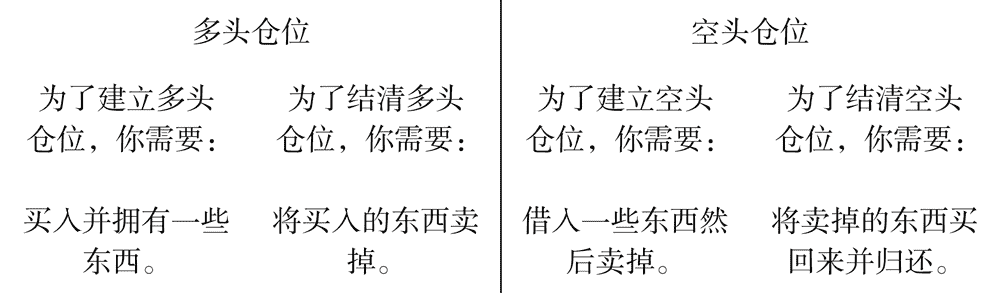 多头仓位
为了建立多头
仓位，你需要：
为了结清多头
仓位，你需要：
买入并拥有一些
东西。
将买入的东西卖
掉。
空头仓位
为了建立空头
仓位，你需要：
为了结清空头
仓位，你需要：
借入一些东西然
后卖掉。
将卖掉的东西买
回来并归还。